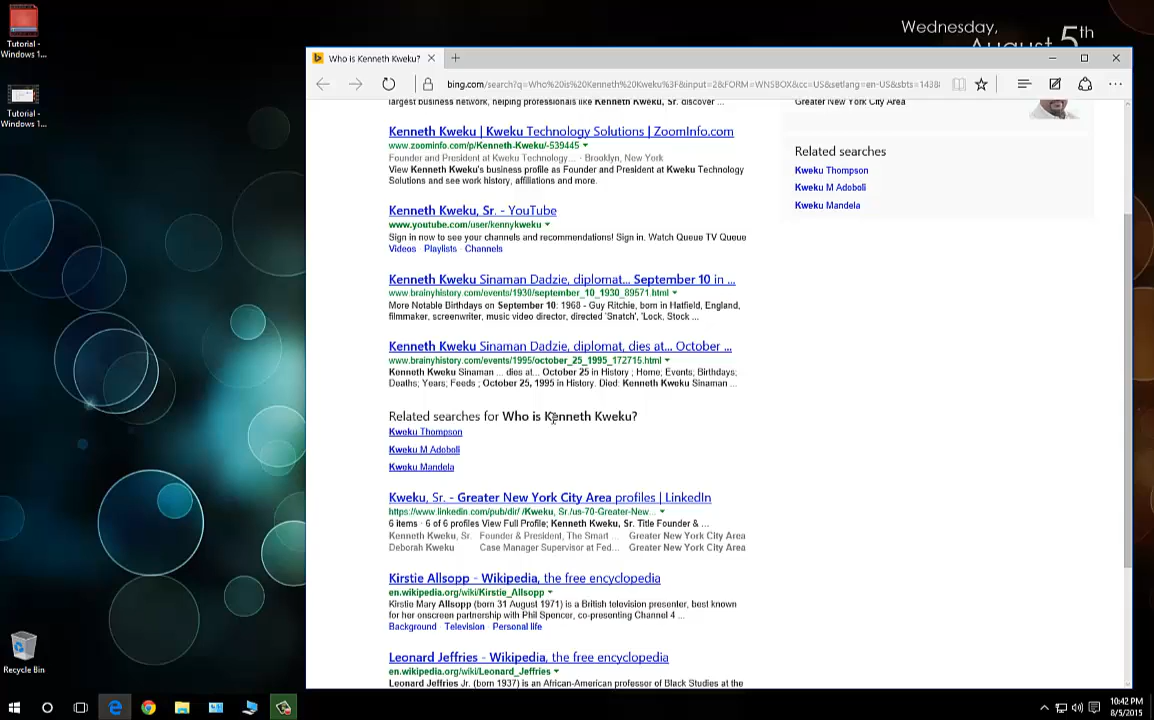 Wednesday,
August 5th
Tutorial -
Windows 1...
Tutorial -
Windows 1...
Recycle Bin
Who is Kenneth Kweku?
bing.com/search?q=Who%20is%20Kenneth%20Kweku%3F&input=2&FORM=WNSBOX&cc=US&setlang=en-US&sbts=1438
largest business network, helping professionals like Kenneth Kweku, Sr. discover ...
Kenneth Kweku | Kweku Technology Solutions | ZoomInfo.com
www.zoominfo.com/p/Kenneth-Kweku/-539445
Founder and President at Kweku Technology... · Brooklyn, New York
View Kenneth Kweku's business profile as Founder and President at Kweku Technology
Solutions and see work history, affiliations and more.
Kenneth Kweku, Sr. - YouTube
www.youtube.com/user/kennykweku
Sign in now to see your channels and recommendations! Sign in. Watch Queue TV Queue
Videos · Playlists · Channels
Kenneth Kweku Sinaman Dadzie, diplomat... September 10 in ...
www.brainyhistory.com/events/1930/september_10_1930_89571.html
More Notable Birthdays on September 10: 1968 - Guy Ritchie, born in Hatfield, England,
filmmaker, screenwriter, music video director, directed 'Snatch', 'Lock, Stock ...
Kenneth Kweku Sinaman Dadzie, diplomat, dies at... October ...
www.brainyhistory.com/events/1995/october_25_1995_172715.html
Kenneth Kweku Sinaman ... dies at... October 25 in History ; Home; Events; Birthdays;
Deaths; Years; Feeds ; October 25, 1995 in History. Died: Kenneth Kweku Sinaman ...
Related searches for Who is Kenneth Kweku?
Kweku Thompson
Kweku M Adoboli
Kweku Mandela
Kweku, Sr. - Greater New York City Area profiles | LinkedIn
https://www.linkedin.com/pub/dir/ /Kweku, Sr./us-70-Greater-New...
6 items · 6 of 6 profiles View Full Profile; Kenneth Kweku, Sr. Title Founder & ...
Kenneth Kweku, Sr. Founder & President, The Smart ... Greater New York City Area
Deborah Kweku Case Manager Supervisor at Fed... Greater New York City Area
Kirstie Allsopp - Wikipedia, the free encyclopedia
en.wikipedia.org/wiki/Kirstie_Allsopp
Kirstie Mary Allsopp (born 31 August 1971) is a British television presenter, best known
for her onscreen partnership with Phil Spencer, co-presenting Channel 4 ...
Background · Television · Personal life
Leonard Jeffries - Wikipedia, the free encyclopedia
en.wikipedia.org/wiki/Leonard_Jeffries
Leonard Jeffries Jr. (born 1937) is an African-American professor of Black Studies at the
Greater New York City Area
Related searches
Kweku Thompson
Kweku M Adoboli
Kweku Mandela
10:42 PM
8/5/2015